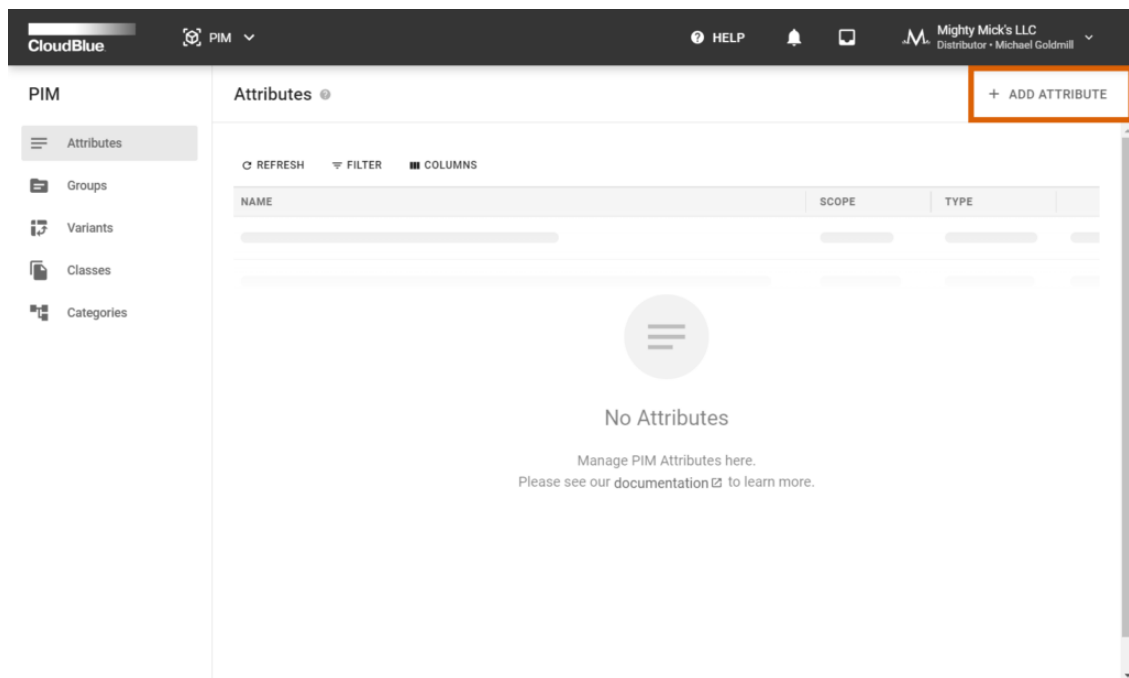 CloudBlue PIM HELP Mighty Mick's LLC
Distributor • Michael Goldmill
PIM
Attributes
+ ADD ATTRIBUTE
Attributes
Groups
Variants
Classes
Categories
REFRESH FILTER COLUMNS
NAME SCOPE TYPE
No Attributes
Manage PIM Attributes here.
Please see our documentation to learn more.